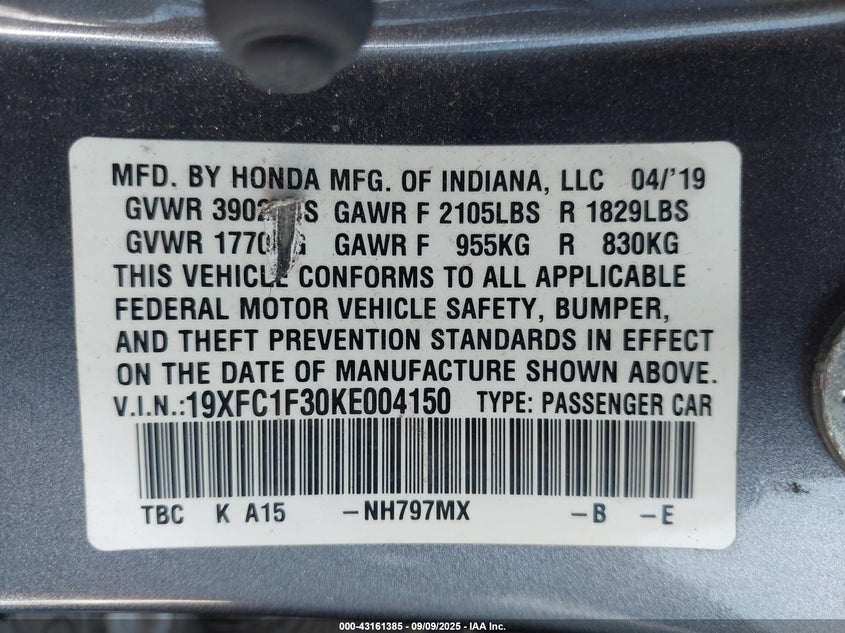 MFD. BY HONDA MFG. OF INDIANA, LLC 04/'19
GVWR GAWR F 2105LBS R 1829LBS
GVWR GAWR F 955KG R 830KG
THIS VEHICLE CONFORMS TO ALL APPLICABLE
FEDERAL MOTOR VEHICLE SAFETY, BUMPER,
AND THEFT PREVENTION STANDARDS IN EFFECT
ON THE DATE OF MANUFACTURE SHOWN ABOVE.
V.I.N.:19XFC1F30KE004150 TYPE: PASSENGER CAR
TBC K A15 -NH797MX -B -E
000-43161385 - 09/09/2025 - IAA Inc.